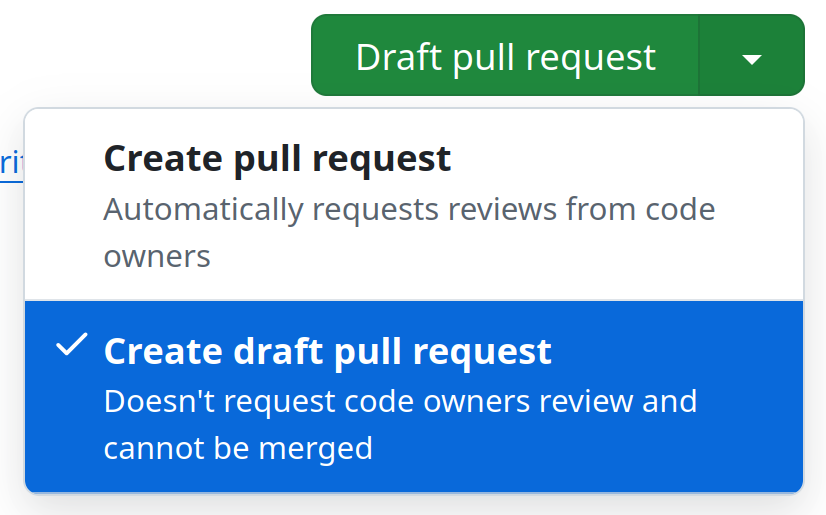 Draft pull request
Create pull request
Automatically requests reviews from code
owners
Create draft pull request
Doesn't request code owners review and
cannot be merged